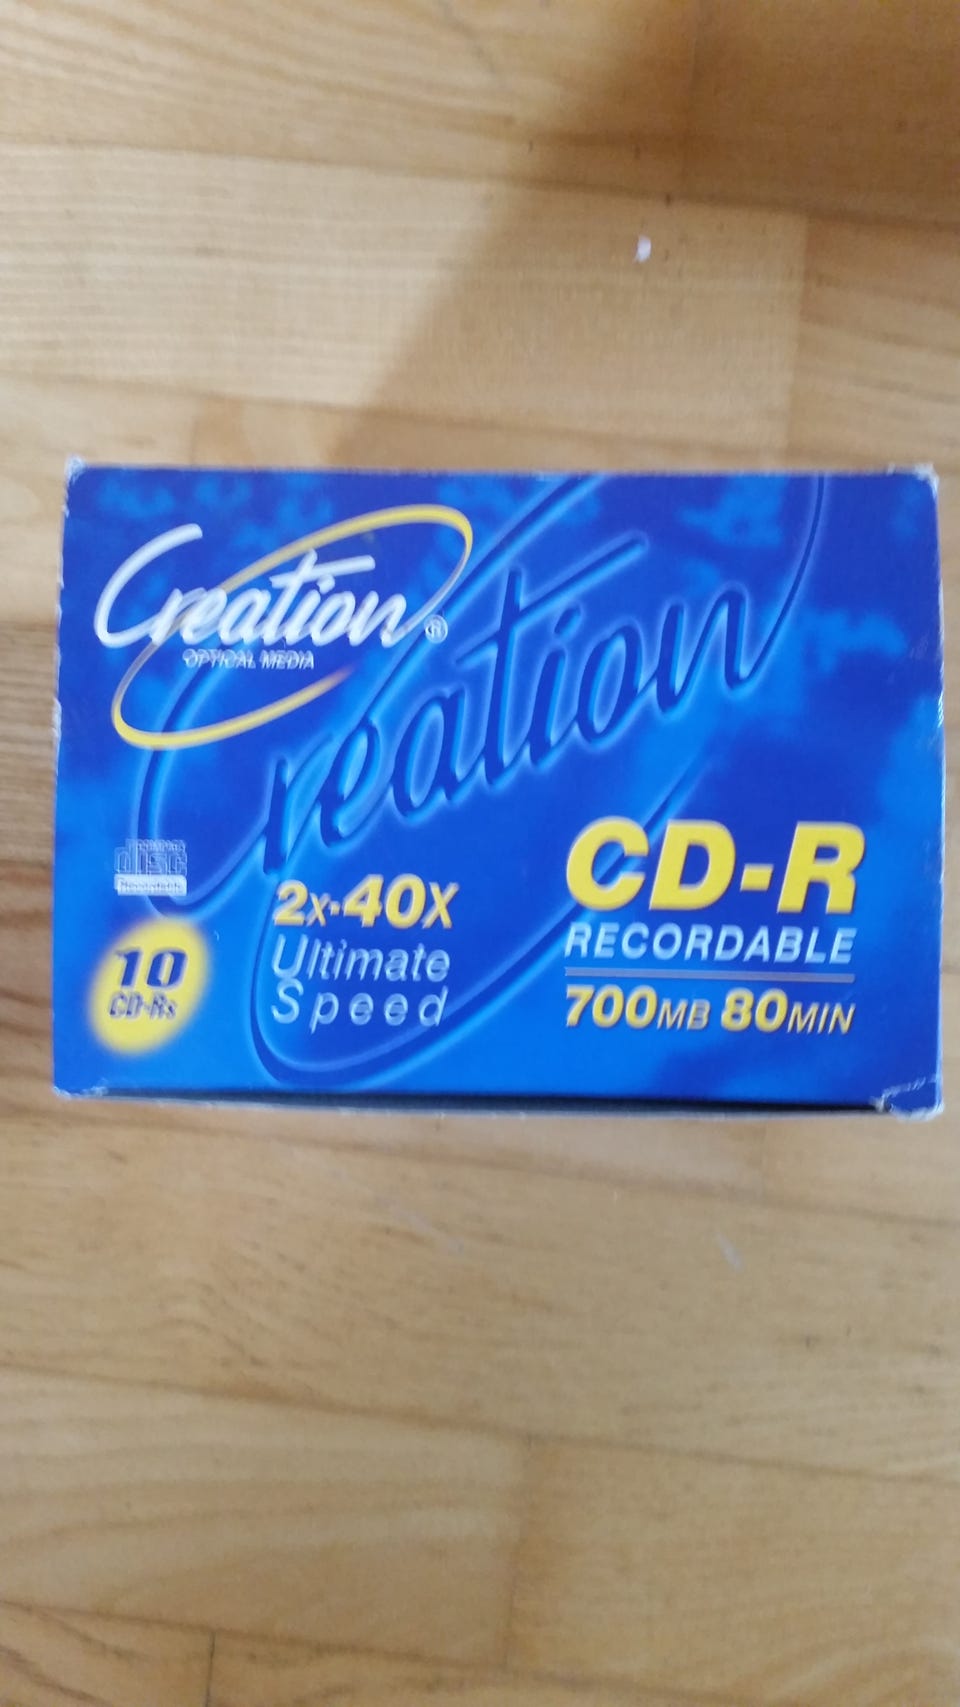 Creation®
OPTICAL MEDIA
Creation
COMPACT
disc
Recordable
10
CD-Rs
2X-40X
Ultimate
Speed
CD-R
RECORDABLE
700MB 80MIN